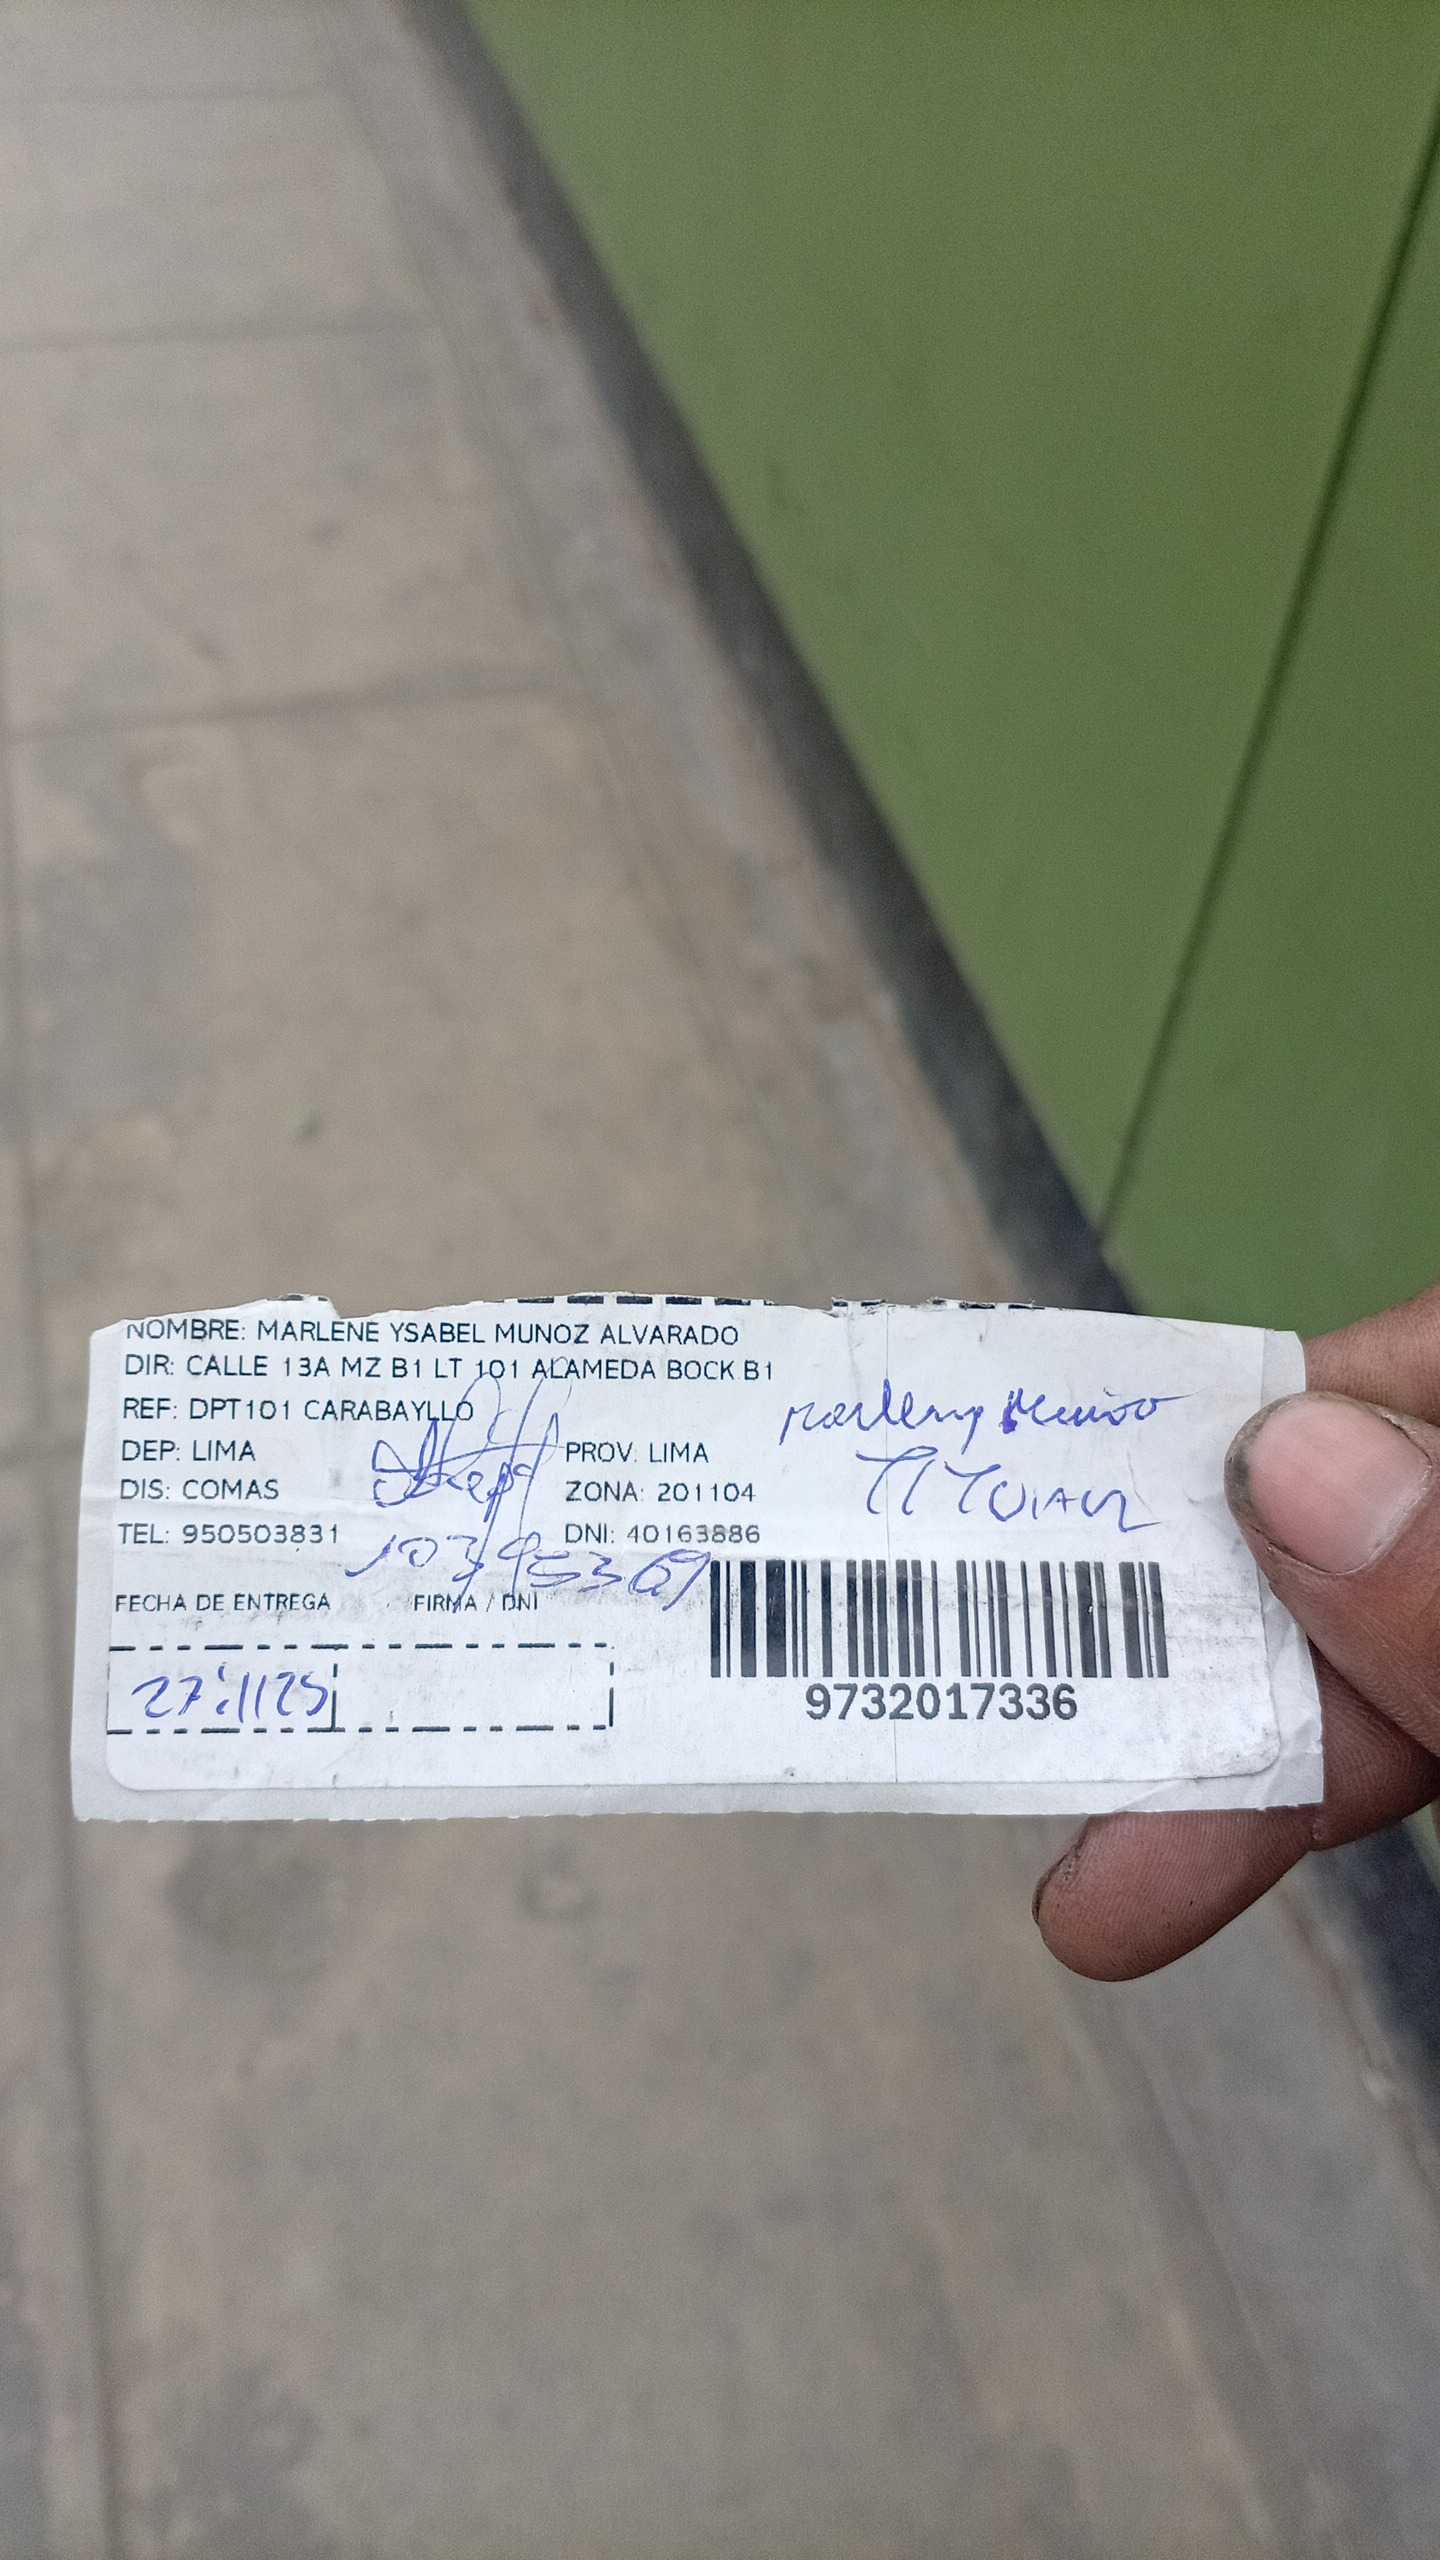 NOMBRE: MARLENE YSABEL MUNOZ ALVARADO
DIR: CALLE 13A MZ B1 LT 101 ALAMEDA BOCK B1
REF: DPT101 CARABAYLLO
DEP: LIMA PROV: LIMA
DIS: COMAS ZONA: 201104
TEL: 950503831 DNI: 40163886
FECHA DE ENTREGA FIRMA / DNI
27/11/25
TITULAR
9732017336